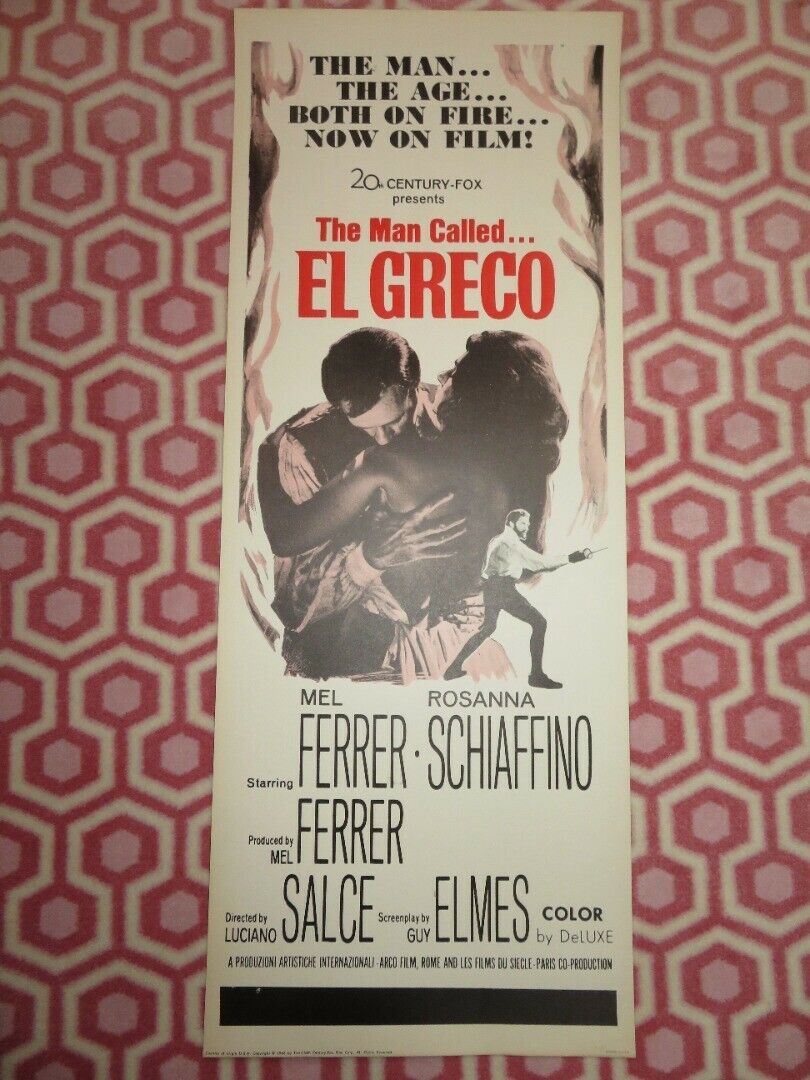 THE MAN...
THE AGE...
BOTH ON FIRE...
NOW ON FILM!
20th CENTURY-FOX
presents
The Man Called...
EL GRECO
MEL ROSANNA
Starring FERRER · SCHIAFFINO
Produced by MEL FERRER
Directed by LUCIANO SALCE Screenplay by GUY ELMES COLOR by DeLUXE
A PRODUZIONI ARTISTICHE INTERNAZIONALI-ARCO FILM, ROME AND LES FILMS DU SIECLE-PARIS CO-PRODUCTION